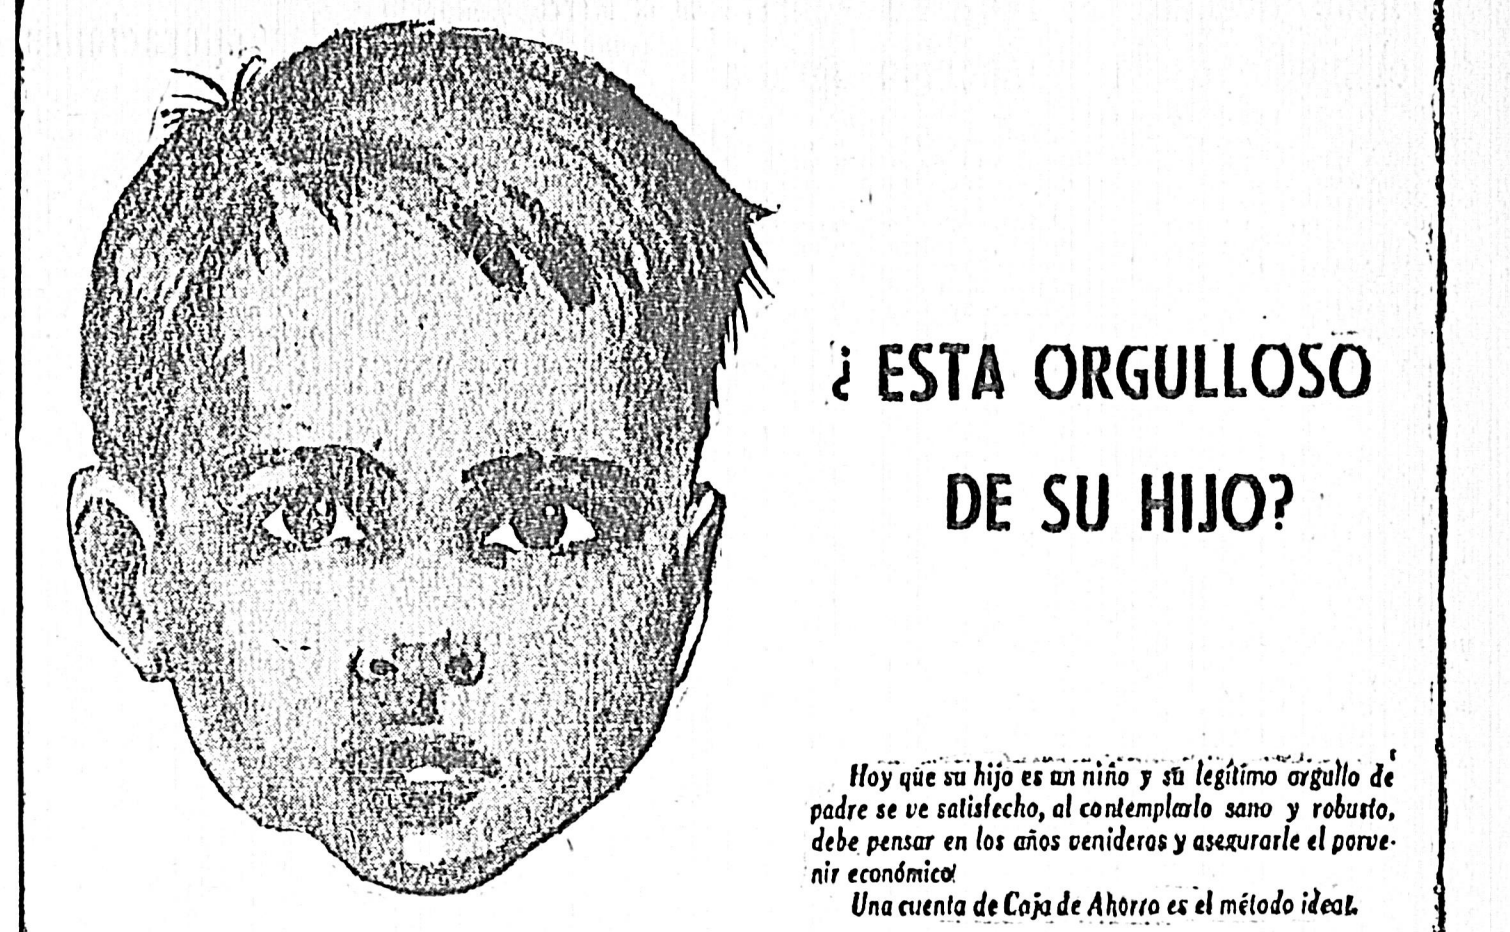 ¿ ESTA ORGULLOSO
DE SU HIJO?
Hoy que su hijo es un niño y su legítimo orgullo de
padre se ve satisfecho, al contemplarlo sano y robusto,
debe pensar en los años venideros y asegurarle el porve-
nir económico!
Una cuenta de Caja de Ahorro es el método ideal.